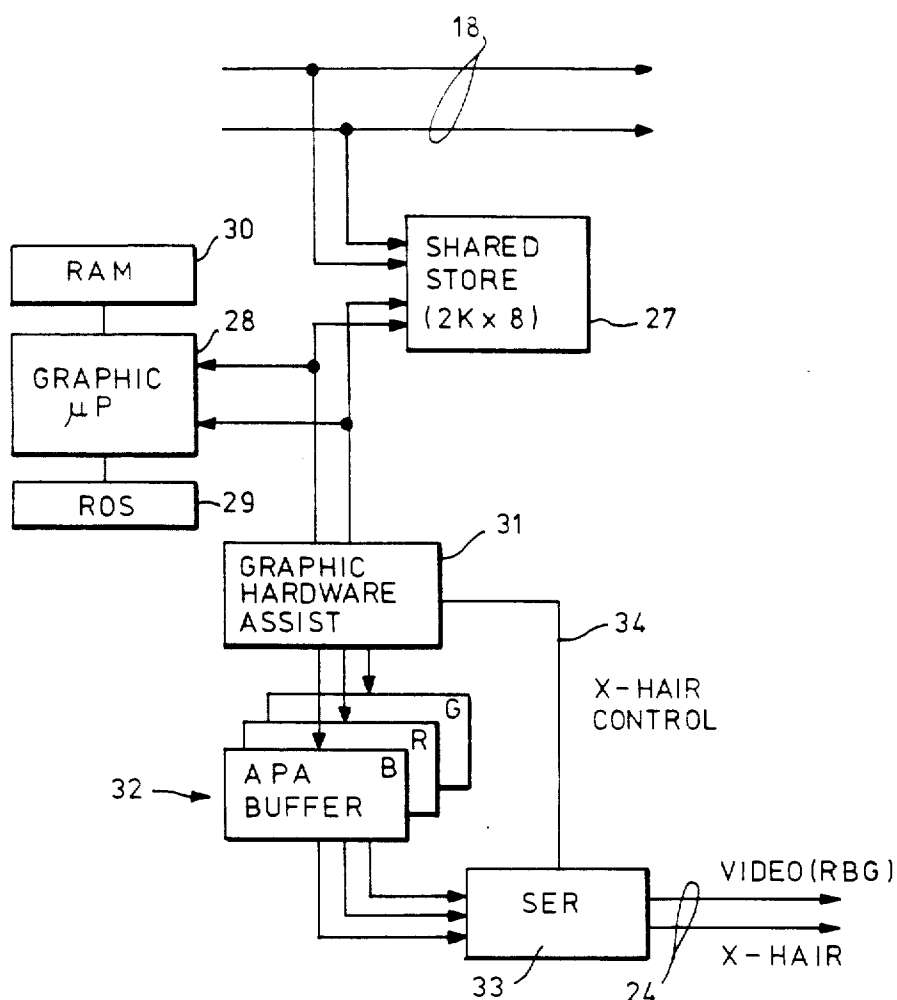 18
30
RAM
SHARED
STORE
(2K x 8)
27
28
GRAPHIC
μP
ROS
29
31
GRAPHIC
HARDWARE
ASSIST
34
X-HAIR
CONTROL
G
R
B
32
APA
BUFFER
VIDEO (RBG)
SER
X-HAIR
33
24